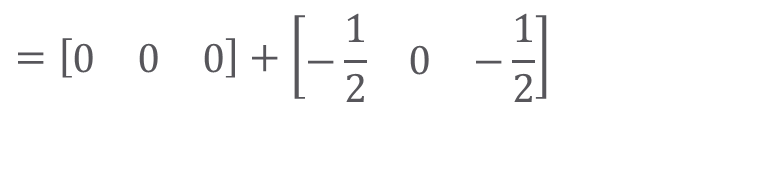 = [0 0 0] + [−1/2 0 −1/2]